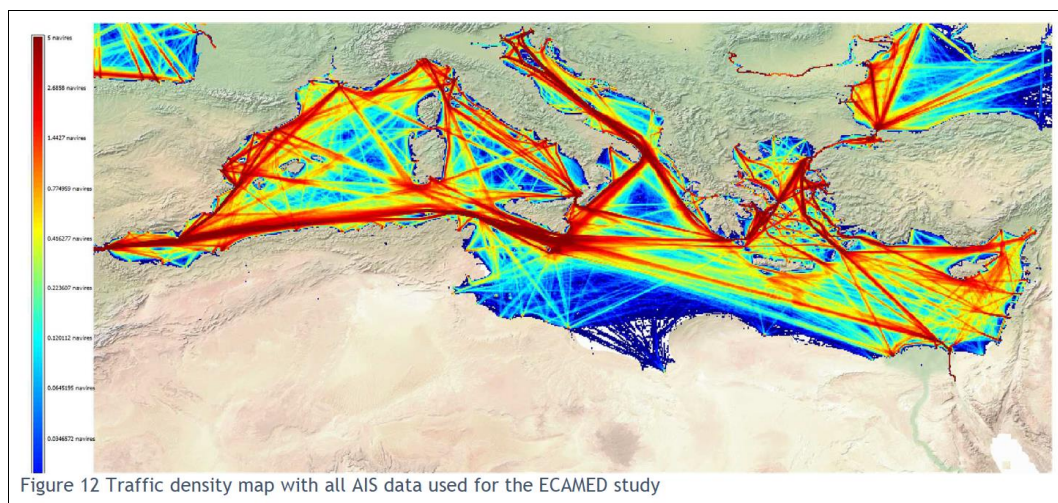 5 navires
2.6858 navires
1.4427 navires
0.774959 navires
0.416277 navires
0.223607 navires
0.120112 navires
0.0645195 navires
0.0346572 navires
Figure 12 Traffic density map with all AIS data used for the ECAMED study